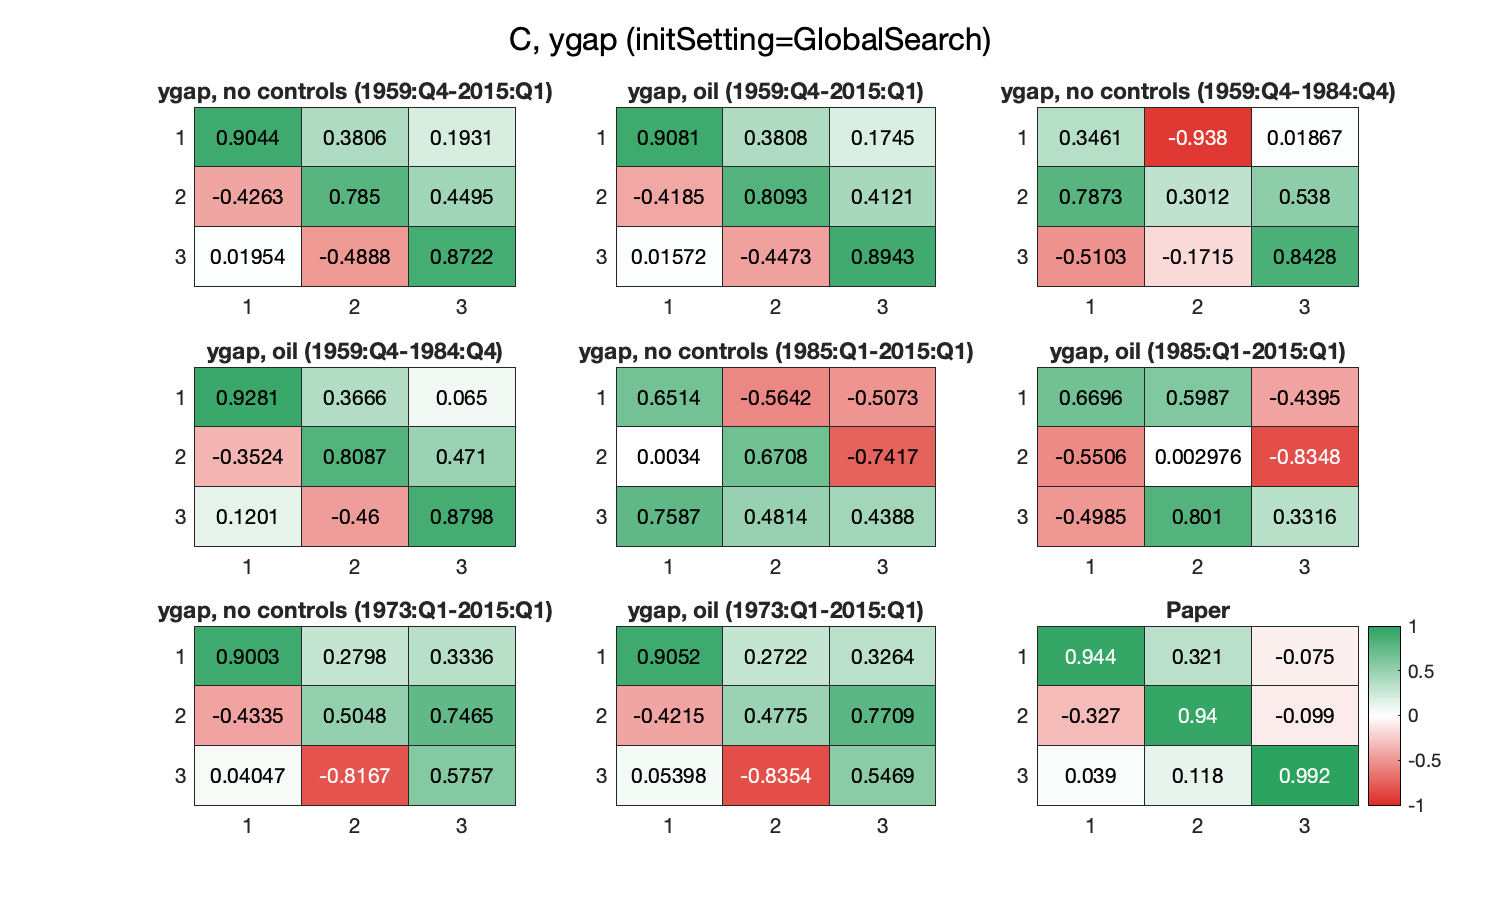 C, ygap (initSetting=GlobalSearch)
ygap, no controls (1959:Q4-2015:Q1)
1 0.9044 0.3806 0.1931
2 -0.4263 0.785 0.4495
3 0.01954 -0.4888 0.8722
1 2 3
ygap, oil (1959:Q4-2015:Q1)
1 0.9081 0.3808 0.1745
2 -0.4185 0.8093 0.4121
3 0.01572 -0.4473 0.8943
1 2 3
ygap, no controls (1959:Q4-1984:Q4)
1 0.3461 -0.938 0.01867
2 0.7873 0.3012 0.538
3 -0.5103 -0.1715 0.8428
1 2 3
ygap, oil (1959:Q4-1984:Q4)
1 0.9281 0.3666 0.065
2 -0.3524 0.8087 0.471
3 0.1201 -0.46 0.8798
1 2 3
ygap, no controls (1985:Q1-2015:Q1)
1 0.6514 -0.5642 -0.5073
2 0.0034 0.6708 -0.7417
3 0.7587 0.4814 0.4388
1 2 3
ygap, oil (1985:Q1-2015:Q1)
1 0.6696 0.5987 -0.4395
2 -0.5506 0.002976 -0.8348
3 -0.4985 0.801 0.3316
1 2 3
ygap, no controls (1973:Q1-2015:Q1)
1 0.9003 0.2798 0.3336
2 -0.4335 0.5048 0.7465
3 0.04047 -0.8167 0.5757
1 2 3
ygap, oil (1973:Q1-2015:Q1)
1 0.9052 0.2722 0.3264
2 -0.4215 0.4775 0.7709
3 0.05398 -0.8354 0.5469
1 2 3
Paper
1 0.944 0.321 -0.075
2 -0.327 0.94 -0.099
3 0.039 0.118 0.992
1 2 3
1
0.5
0
-0.5
-1